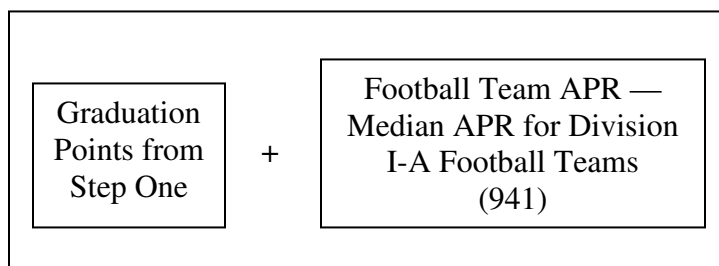 Graduation
Points from
Step One
+
Football Team APR —
Median APR for Division
I-A Football Teams
(941)